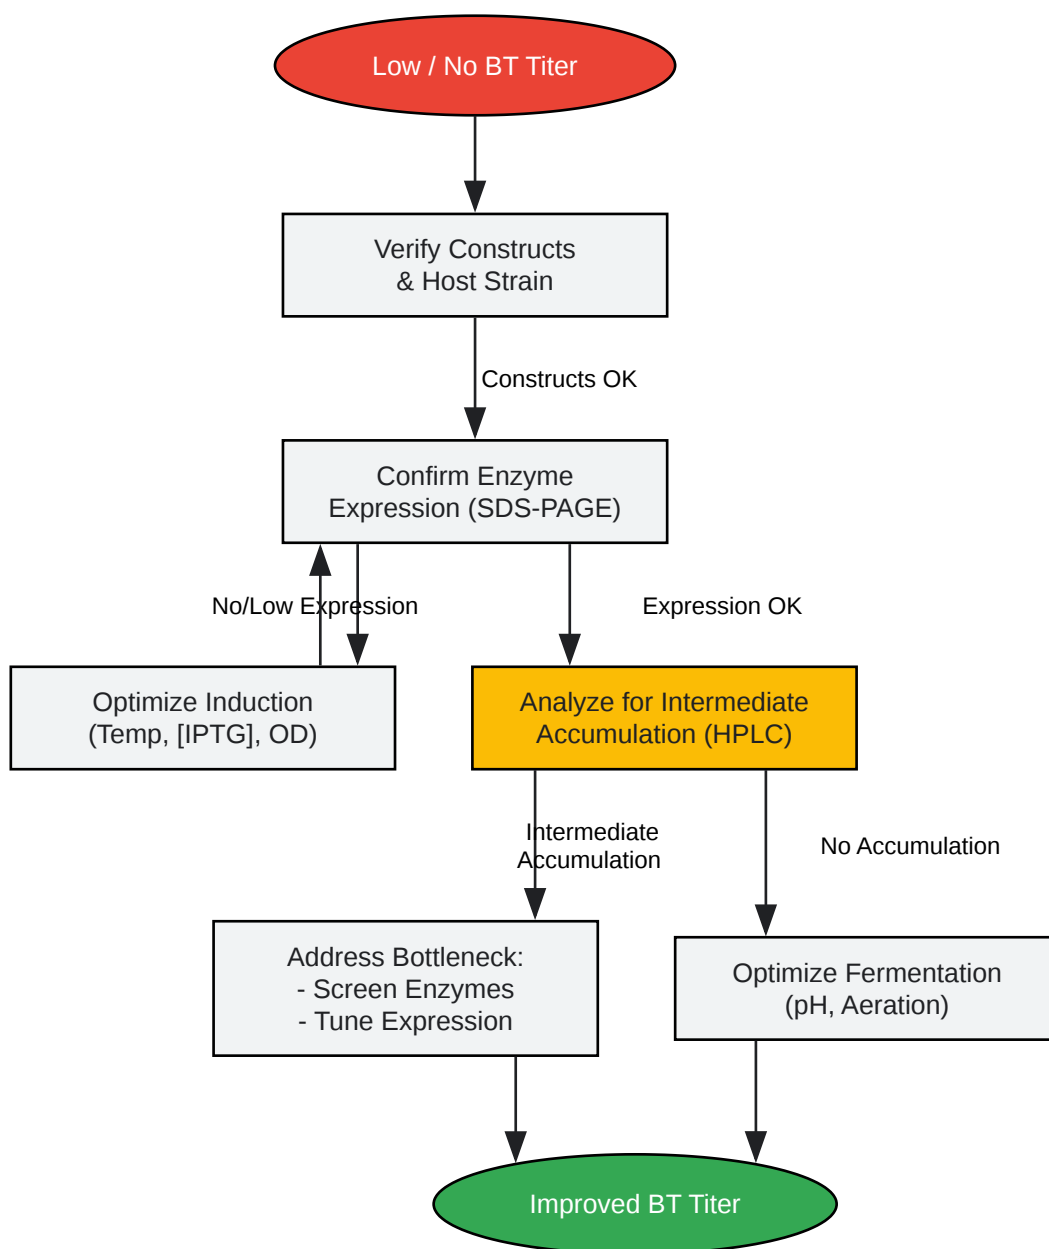 Low / No BT Titer
Verify Constructs
& Host Strain
Constructs OK
Confirm Enzyme
Expression (SDS-PAGE)
No/Low Expression
Expression OK
Optimize Induction
(Temp, [IPTG], OD)
Analyze for Intermediate
Accumulation (HPLC)
Intermediate
Accumulation
No Accumulation
Address Bottleneck:
- Screen Enzymes
- Tune Expression
Optimize Fermentation
(pH, Aeration)
Improved BT Titer